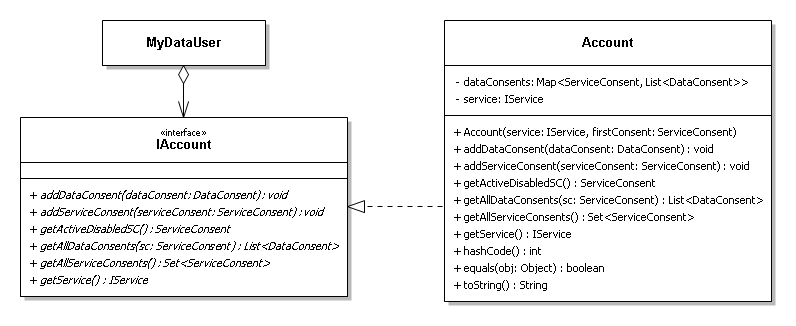 MyDataUser
«interface»
IAccount
+ addDataConsent(dataConsent: DataConsent): void
+ addServiceConsent(serviceConsent: ServiceConsent): void
+ getActiveDisabledSC(): ServiceConsent
+ getAllDataConsents(sc: ServiceConsent): List<DataConsent>
+ getAllServiceConsents(): Set<ServiceConsent>
+ getService(): IService
Account
- dataConsents: Map<ServiceConsent, List<DataConsent>>
- service: IService
+ Account(service: IService, firstConsent: ServiceConsent)
+ addDataConsent(dataConsent: DataConsent): void
+ addServiceConsent(serviceConsent: ServiceConsent): void
+ getActiveDisabledSC(): ServiceConsent
+ getAllDataConsents(sc: ServiceConsent): List<DataConsent>
+ getAllServiceConsents(): Set<ServiceConsent>
+ getService(): IService
+ hashCode(): int
+ equals(obj: Object): boolean
+ toString(): String